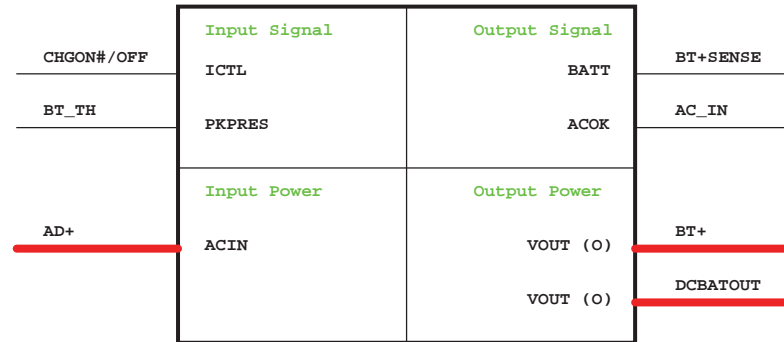 Input Signal Output Signal
CHGON#/OFF ICTL BATT BT+SENSE
BT_TH PKPRES ACOK AC_IN
Input Power Output Power
AD+ ACIN VOUT (O) BT+
VOUT (O) DCBATOUT